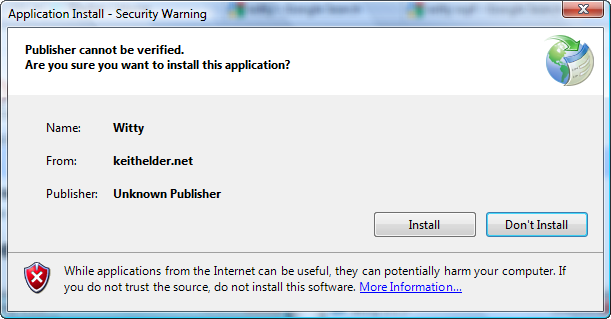 Application Install - Security Warning
Publisher cannot be verified.
Are you sure you want to install this application?
Name: Witty
From: keithelder.net
Publisher: Unknown Publisher
Install Don't Install
While applications from the Internet can be useful, they can potentially harm your computer. If
you do not trust the source, do not install this software. More Information...